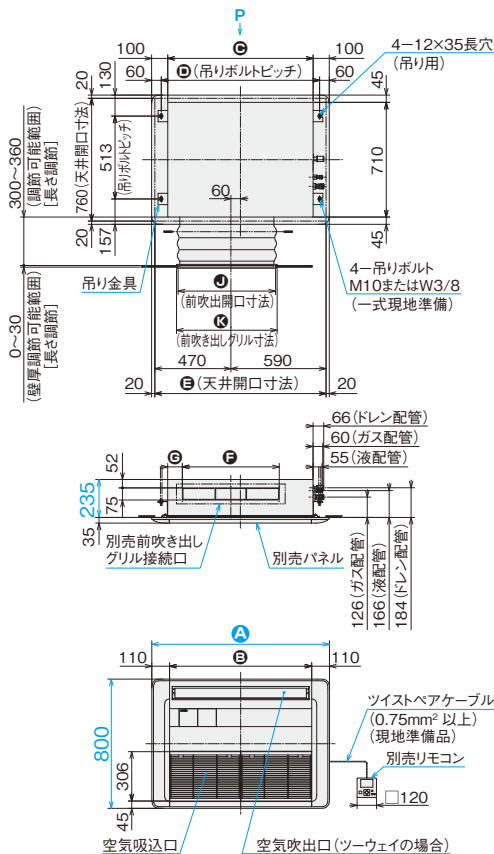 P
100
C
100
60
D(吊りボルトピッチ)
60
4－12×35長穴
(吊り用)
20
130
45
300～360
(調節可能範囲)
[長さ調節]
760(天井開口寸法)
513
(吊りボルトピッチ)
710
60
20
157
45
吊り金具
J
(前吹出開口寸法)
K
(前吹き出しグリル寸法)
4－吊りボルト
M10またはW3/8
(一式現地準備)
0～30
(壁厚調節可能範囲)
[長さ調節]
470
590
20
E(天井開口寸法)
20
66(ドレン配管)
60(ガス配管)
55(液配管)
52
G
F
235
75
35
別売前吹き出し
グリル接続口
別売パネル
126(ガス配管)
166(液配管)
184(ドレン配管)
A
110
B
110
800
306
45
ツイストペアケーブル
(0.75mm² 以上)
(現地準備品)
別売リモコン
□120
空気吸込口
空気吹出口(ツーウェイの場合)